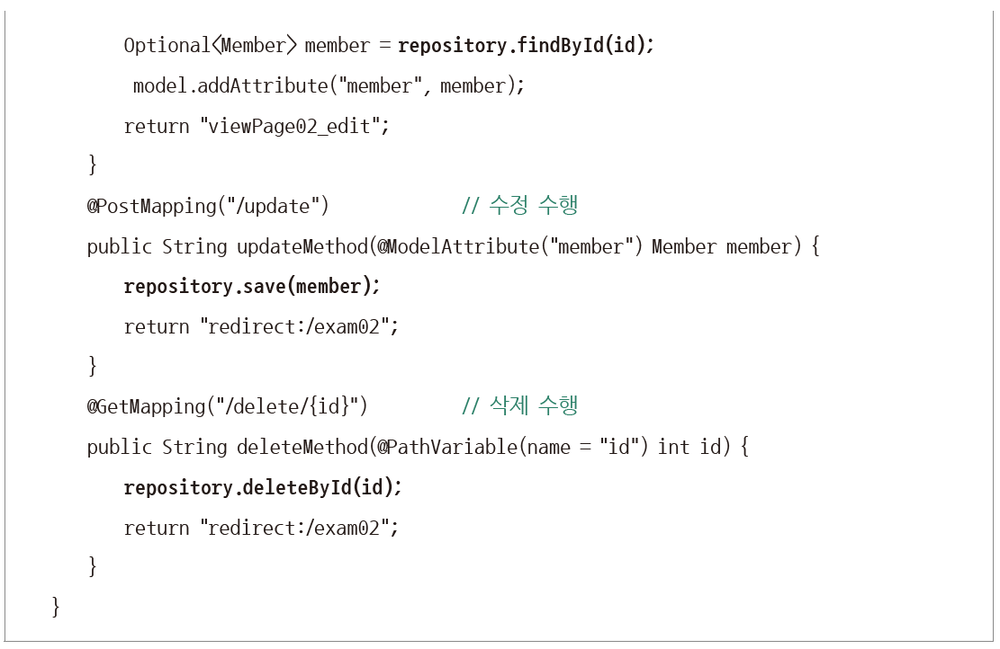 Optional<Member> member = repository.findById(id);
model.addAttribute("member", member);
return "viewPage02_edit";
}
@PostMapping("/update") // 수정 수행
public String updateMethod(@ModelAttribute("member") Member member) {
repository.save(member);
return "redirect:/exam02";
}
@GetMapping("/delete/{id}") // 삭제 수행
public String deleteMethod(@PathVariable(name = "id") int id) {
repository.deleteById(id);
return "redirect:/exam02";
}
}